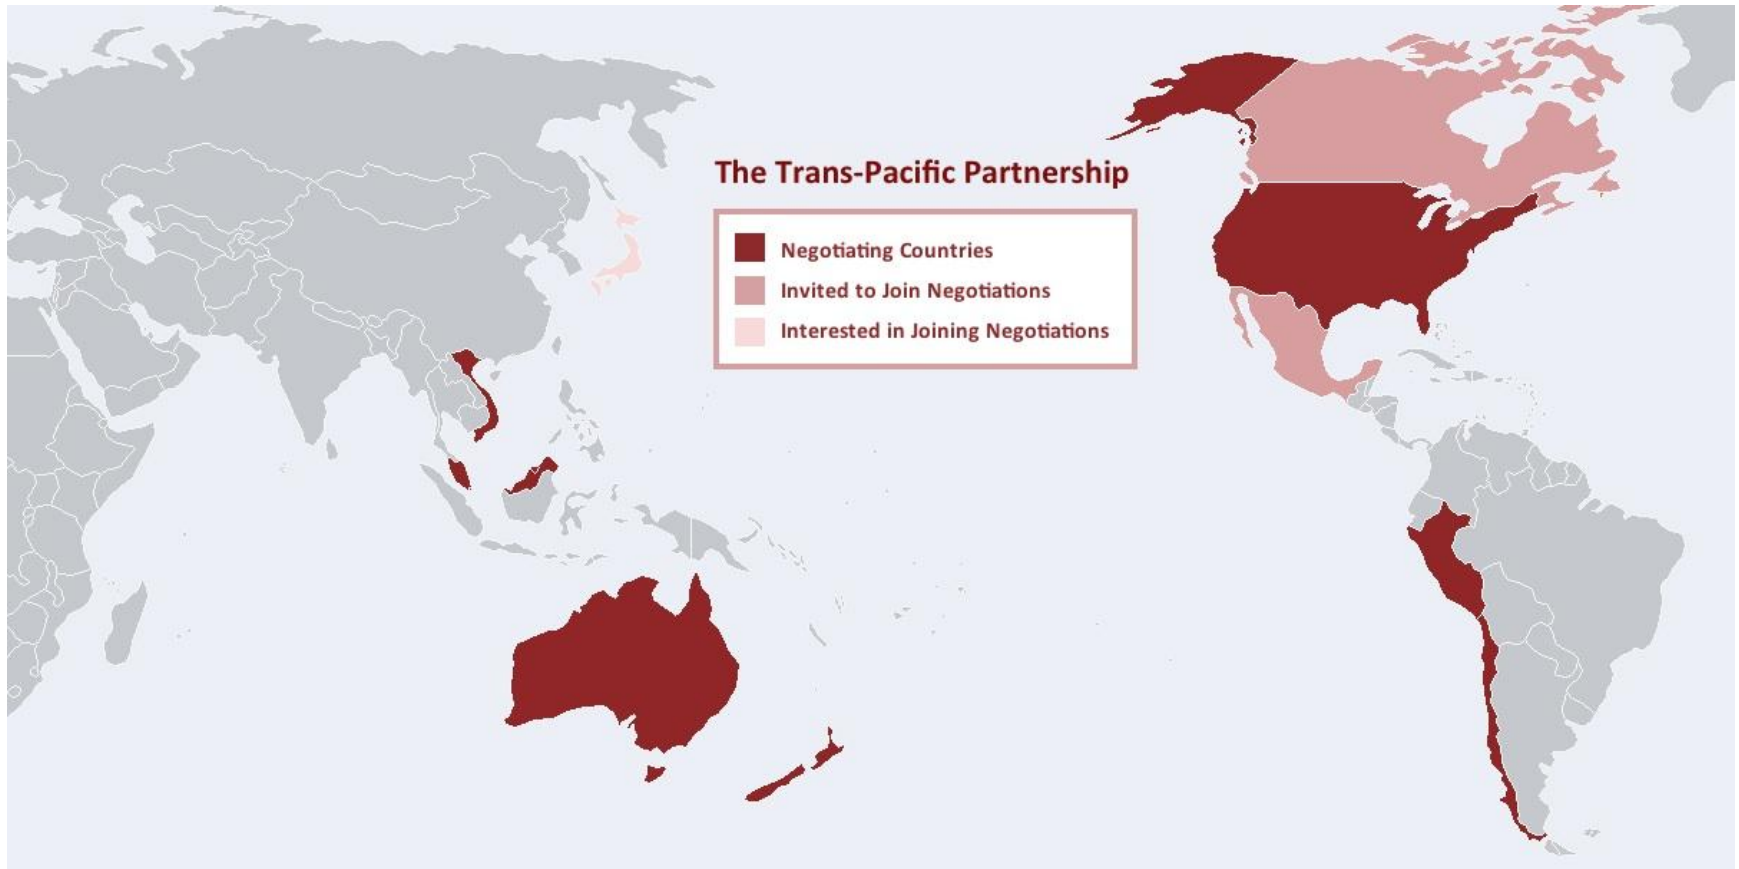 The Trans-Pacific Partnership
Negotiating Countries
Invited to Join Negotiations
Interested in Joining Negotiations